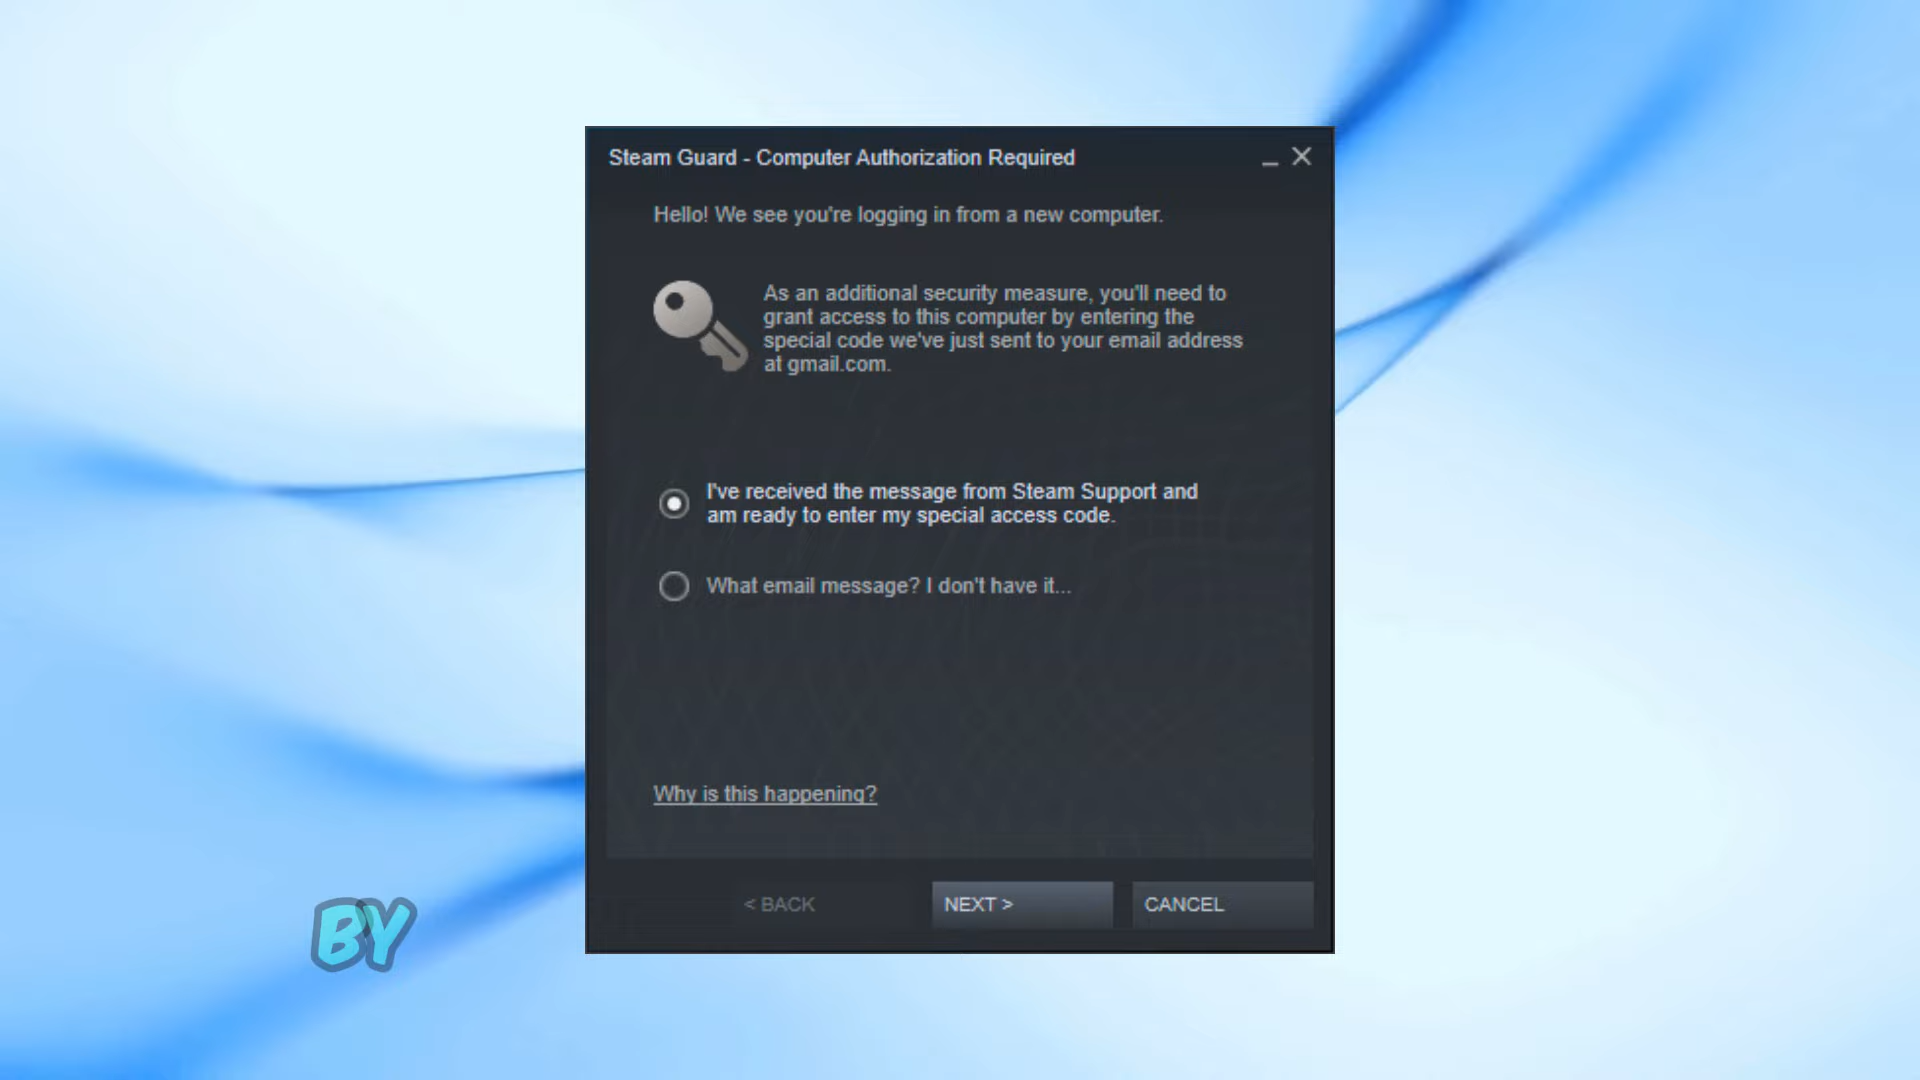 Steam Guard - Computer Authorization Required
Hello! We see you're logging in from a new computer.
As an additional security measure, you'll need to
grant access to this computer by entering the
special code we've just sent to your email address
at gmail.com.
I've received the message from Steam Support and
am ready to enter my special access code.
What email message? I don't have it...
Why is this happening?
< BACK
NEXT >
CANCEL
BY